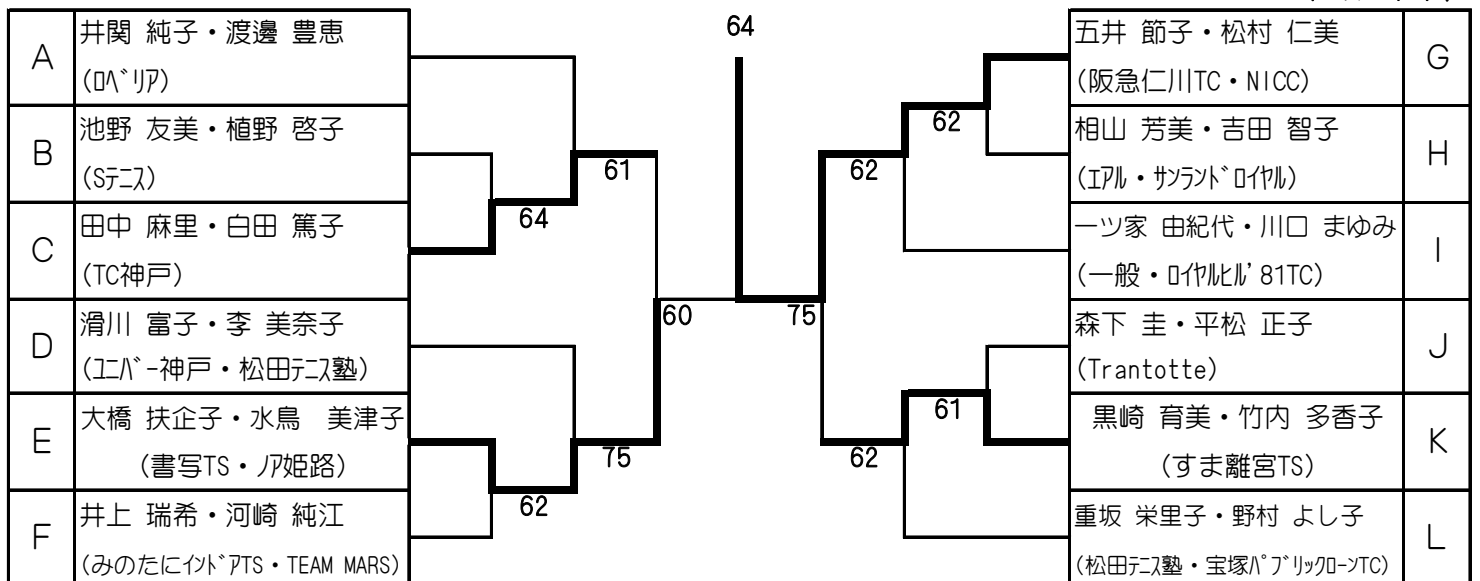 64
A
井関 純子・渡邊 豊恵
(ﾛﾍﾞﾘｱ)
B
池野 友美・植野 啓子
(Sﾃﾆｽ)
C
田中 麻里・白田 篤子
(TC神戸)
D
滑川 富子・李 美奈子
(ﾕﾆﾊﾞｰ神戸・松田ﾃﾆｽ塾)
E
大橋 扶企子・水鳥 美津子
(書写TS・ﾉｱ姫路)
F
井上 瑞希・河崎 純江
(みのたにｲﾝﾄﾞｱTS・TEAM MARS)
61
64
60
75
62
62
62
75
61
62
五井 節子・松村 仁美
(阪急仁川TC・NICC)
G
相山 芳美・吉田 智子
(ｴｱﾙ・ｻﾝﾗﾝﾄﾞﾛｲﾔﾙ)
H
一ツ家 由紀代・川口 まゆみ
(一般・ﾛｲﾔﾙﾋﾙ'81TC)
I
森下 圭・平松 正子
(Trantotte)
J
黒崎 育美・竹内 多香子
(すま離宮TS)
K
重坂 栄里子・野村 よし子
(松田ﾃﾆｽ塾・宝塚ﾊﾟﾌﾞﾘｯｸﾛｰﾝTC)
L